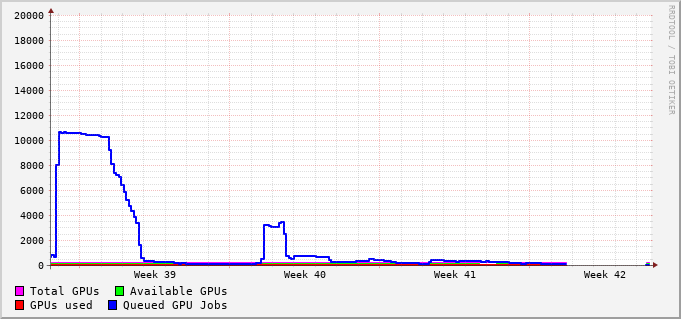 20000
18000
16000
14000
12000
10000
8000
6000
4000
2000
0
Week 39 Week 40 Week 41 Week 42
Total GPUs Available GPUs
GPUs used Queued GPU Jobs
RRDTOOL / TOBI OETIKER